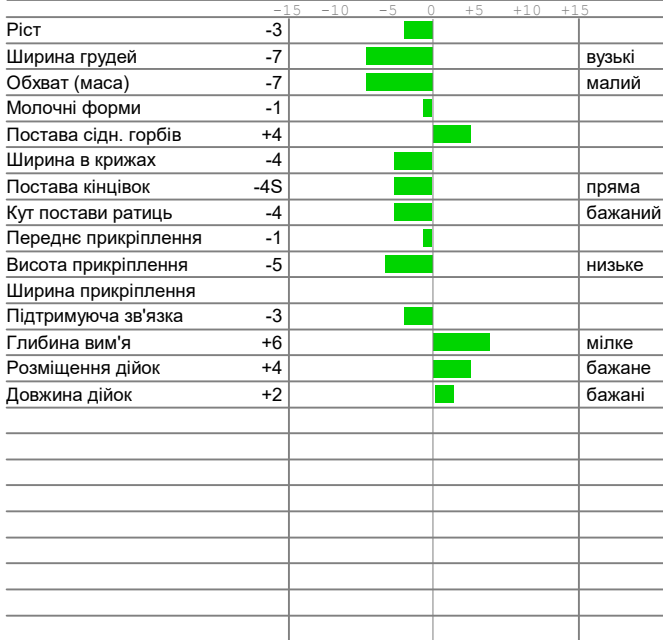 -15 -10 -5 0 +5 +10 +15
Ріст -3
Ширина грудей -7 вузькі
Обхват (маса) -7 малий
Молочні форми -1
Постава сідн. горбів +4
Ширина в крижах -4
Постава кінцівок -4S пряма
Кут постави ратиць -4 бажаний
Переднє прикріплення -1
Висота прикріплення -5 низьке
Ширина прикріплення
Підтримуюча зв'язка -3
Глибина вим'я +6 мілке
Розміщення дійок +4 бажане
Довжина дійок +2 бажані